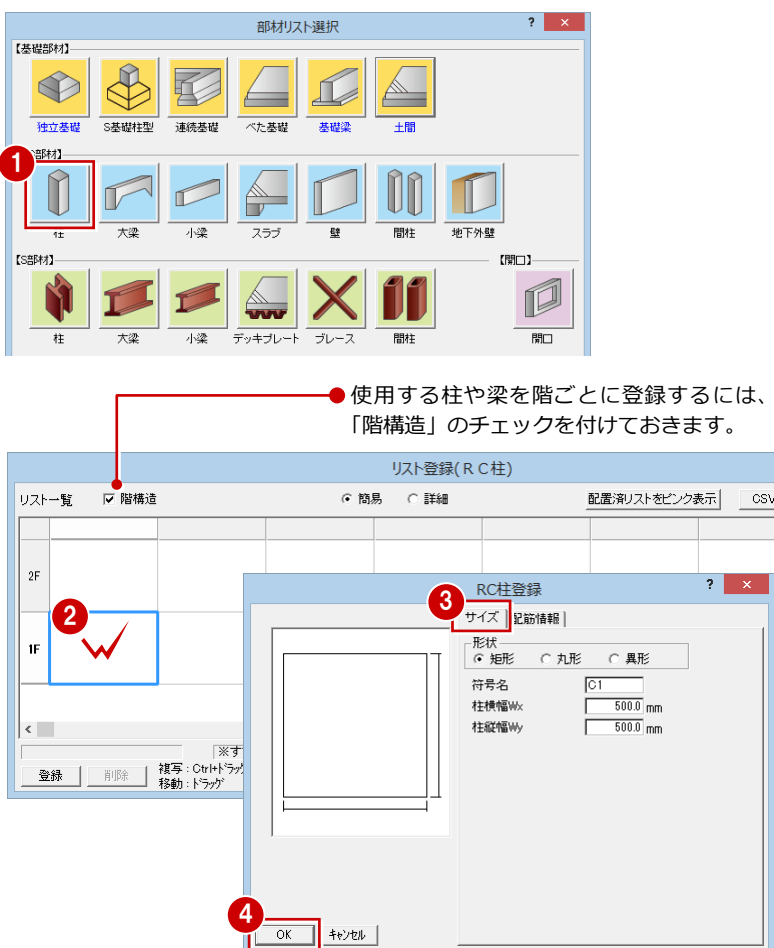 部材リスト選択
? ×
【基礎部材】
独立基礎 S基礎柱型 連続基礎 べた基礎 基礎梁 土間
1
部材】
柱 大梁 小梁 スラブ 壁 間柱 地下外壁
【S部材】 【開口】
柱 大梁 小梁 デッキプレート ブレース 間柱 開口
使用する柱や梁を階ごとに登録するには、
「階構造」のチェックを付けておきます。
リスト登録(RC柱)
リスト一覧 階構造 簡易 詳細 配置済リストをピンク表示 CSV
2F
2
1F
<
※す
登録 削除 複写:Ctrl+ドラッグ
移動:ドラッグ
RC柱登録 ? ×
3
サイズ 配筋情報
形状
矩形 丸形 異形
符号名 C1
柱横幅Wx 500.0 mm
柱縦幅Wy 500.0 mm
4
OK キャンセル